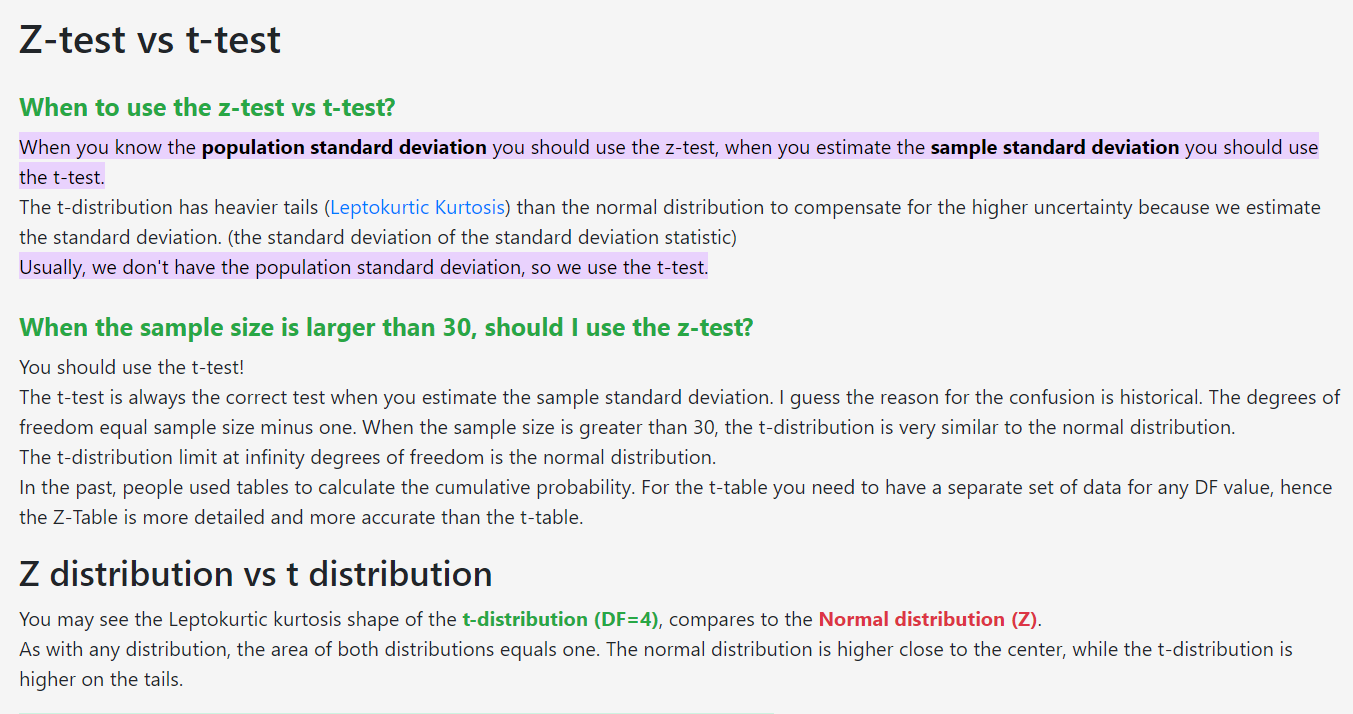 Z-test vs t-test
When to use the z-test vs t-test?
When you know the population standard deviation you should use the z-test, when you estimate the sample standard deviation you should use
the t-test.
The t-distribution has heavier tails (Leptokurtic Kurtosis) than the normal distribution to compensate for the higher uncertainty because we estimate
the standard deviation. (the standard deviation of the standard deviation statistic)
Usually, we don't have the population standard deviation, so we use the t-test.
When the sample size is larger than 30, should I use the z-test?
You should use the t-test!
The t-test is always the correct test when you estimate the sample standard deviation. I guess the reason for the confusion is historical. The degrees of
freedom equal sample size minus one. When the sample size is greater than 30, the t-distribution is very similar to the normal distribution.
The t-distribution limit at infinity degrees of freedom is the normal distribution.
In the past, people used tables to calculate the cumulative probability. For the t-table you need to have a separate set of data for any DF value, hence
the Z-Table is more detailed and more accurate than the t-table.
Z distribution vs t distribution
You may see the Leptokurtic kurtosis shape of the t-distribution (DF=4), compares to the Normal distribution (Z).
As with any distribution, the area of both distributions equals one. The normal distribution is higher close to the center, while the t-distribution is
higher on the tails.